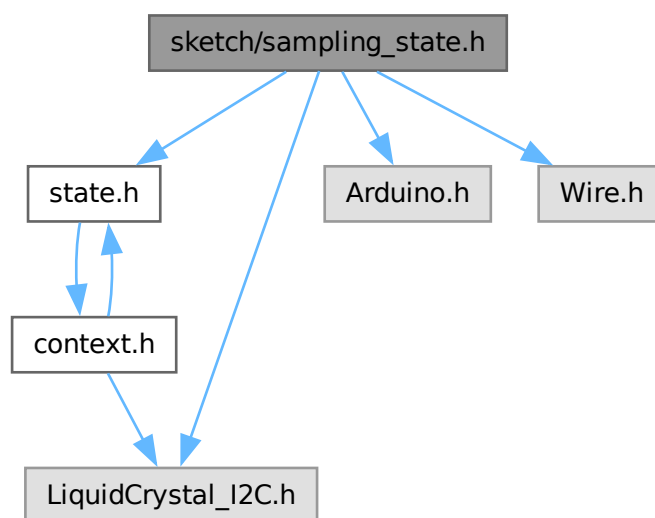 sketch/sampling_state.h
state.h
Arduino.h
Wire.h
context.h
LiquidCrystal_I2C.h